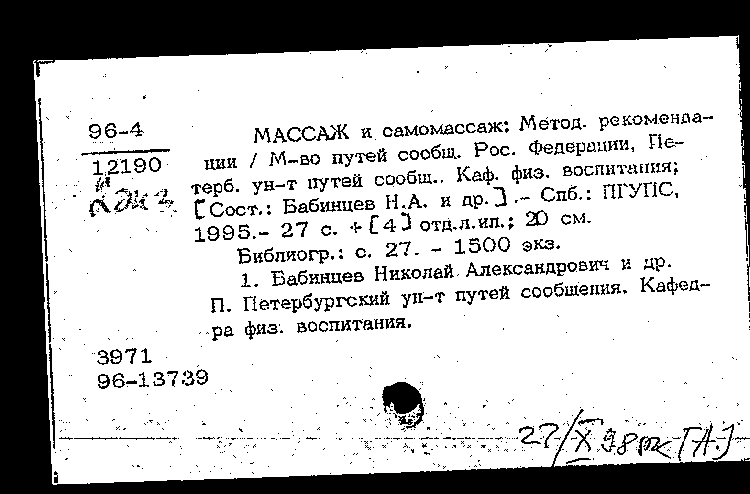 96-4
12190
МАССАЖ и самомассаж: Метод. рекоменда-
ции / М-во путей сообщ. Рос. Федерации, Пе-
терб. ун-т путей сообщ., Каф. физ. воспитания;
[Сост.: Бабинцев Н.А. и др.].- Спб.: ПГУПС,
1995.- 27 с. + [4] отд.л.ил.; 20 см.
Библиогр.: с. 27. - 1500 экз.
1. Бабинцев Николай Александрович и др.
П. Петербургский ун-т путей сообщения. Кафед-
ра физ. воспитания.
3971
96-13739
27/X 98 [А.]